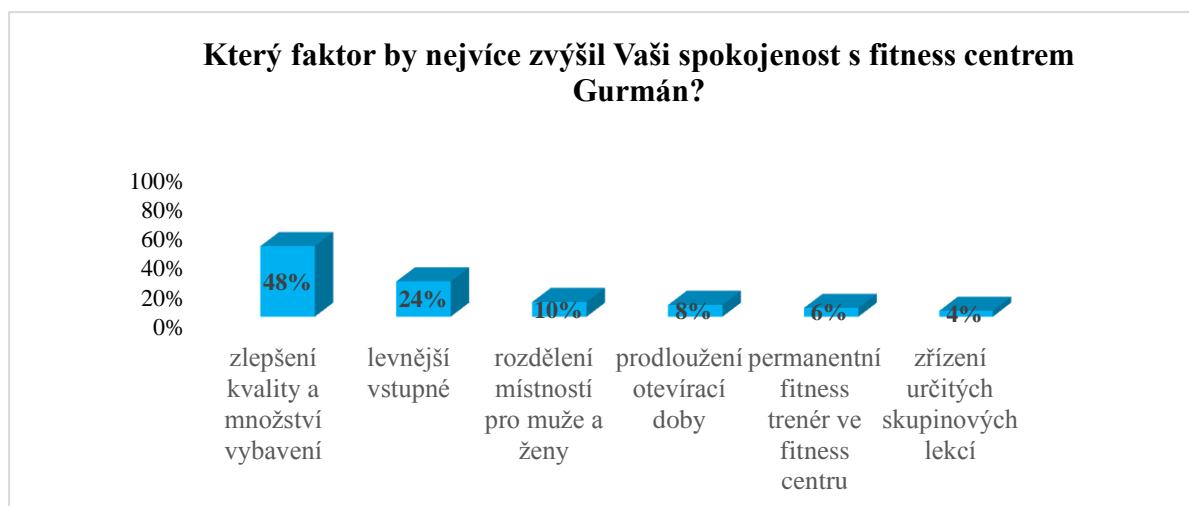 Který faktor by nejvíce zvýšil Vaši spokojenost s fitness centrem
Gurmán?
100%
80%
60%
40%
20%
0%
48%
24%
10%
8%
6%
4%
zlepšení
kvality a
množství
vybavení
levnější
vstupné
rozdělení
místností
pro muže a
ženy
prodloužení
otevírací
doby
permanentní
fitness
trenér ve
fitness
centru
zřízení
určitých
skupinových
lekcí